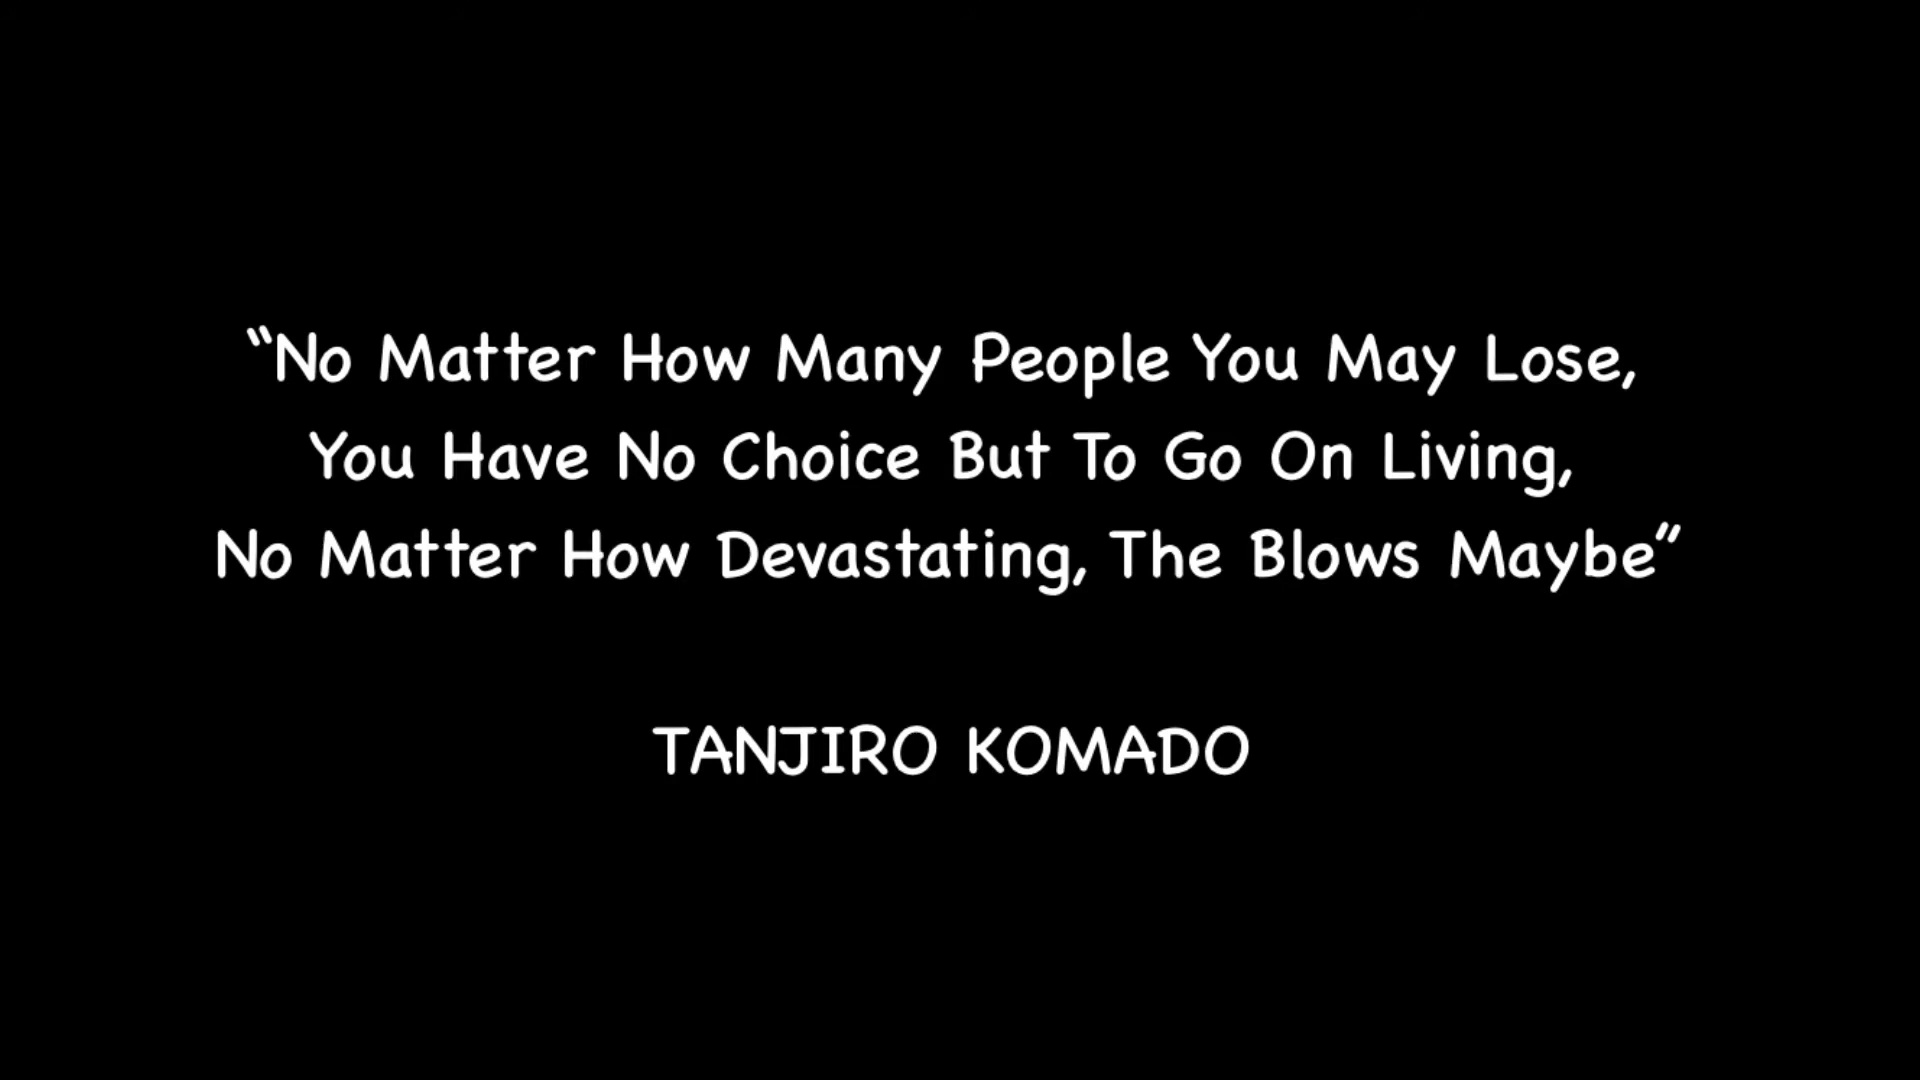 “No Matter How Many People You May Lose,
You Have No Choice But To Go On Living,
No Matter How Devastating, The Blows Maybe”
TANJIRO KOMADO